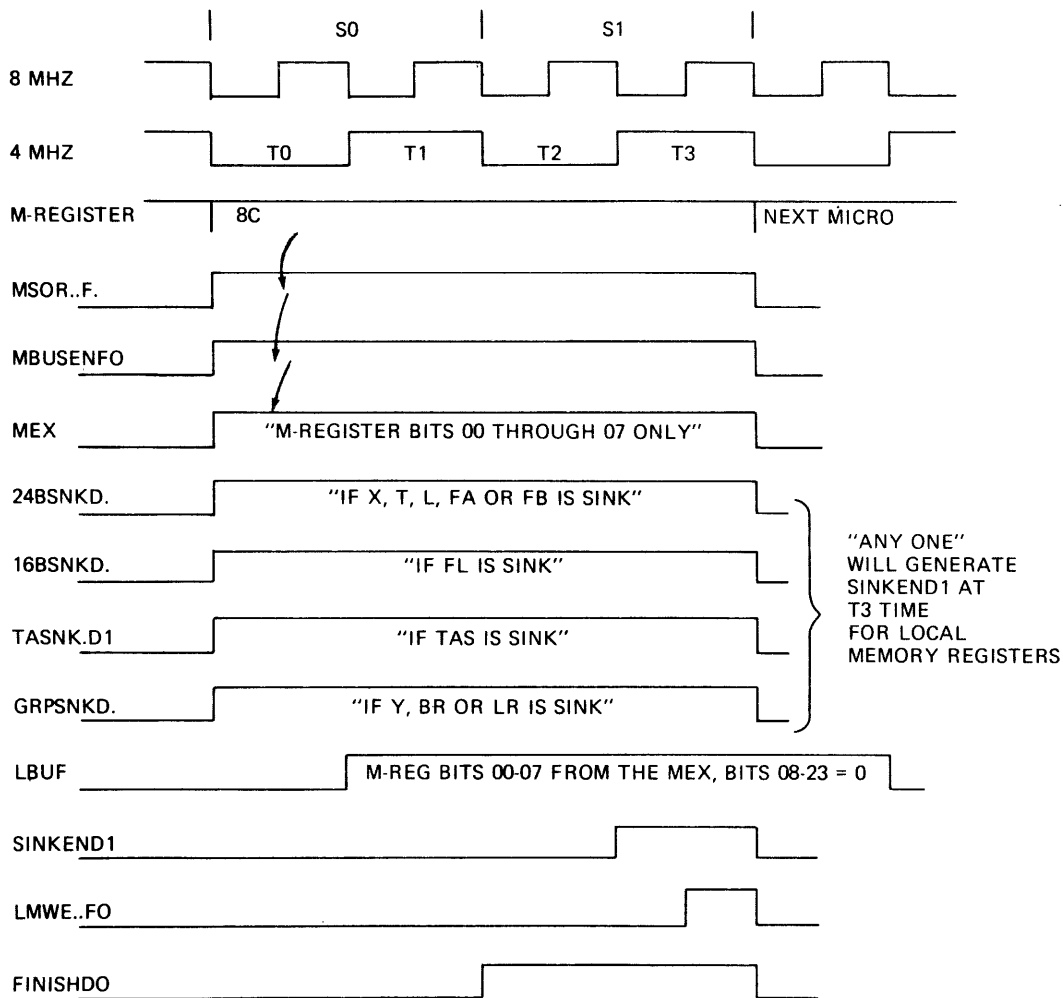 S0 S1
8 MHZ
4 MHZ T0 T1 T2 T3
M-REGISTER 8C NEXT MICRO
MSOR..F.
MBUSENFO
MEX "M-REGISTER BITS 00 THROUGH 07 ONLY"
24BSNKD. "IF X, T, L, FA OR FB IS SINK"
16BSNKD. "IF FL IS SINK"
TASNK.D1 "IF TAS IS SINK"
GRPSNKD. "IF Y, BR OR LR IS SINK"
"ANY ONE"
WILL GENERATE
SINKEND1 AT
T3 TIME
FOR LOCAL
MEMORY REGISTERS
LBUF M-REG BITS 00-07 FROM THE MEX, BITS 08-23 = 0
SINKEND1
LMWE..FO
FINISHDO